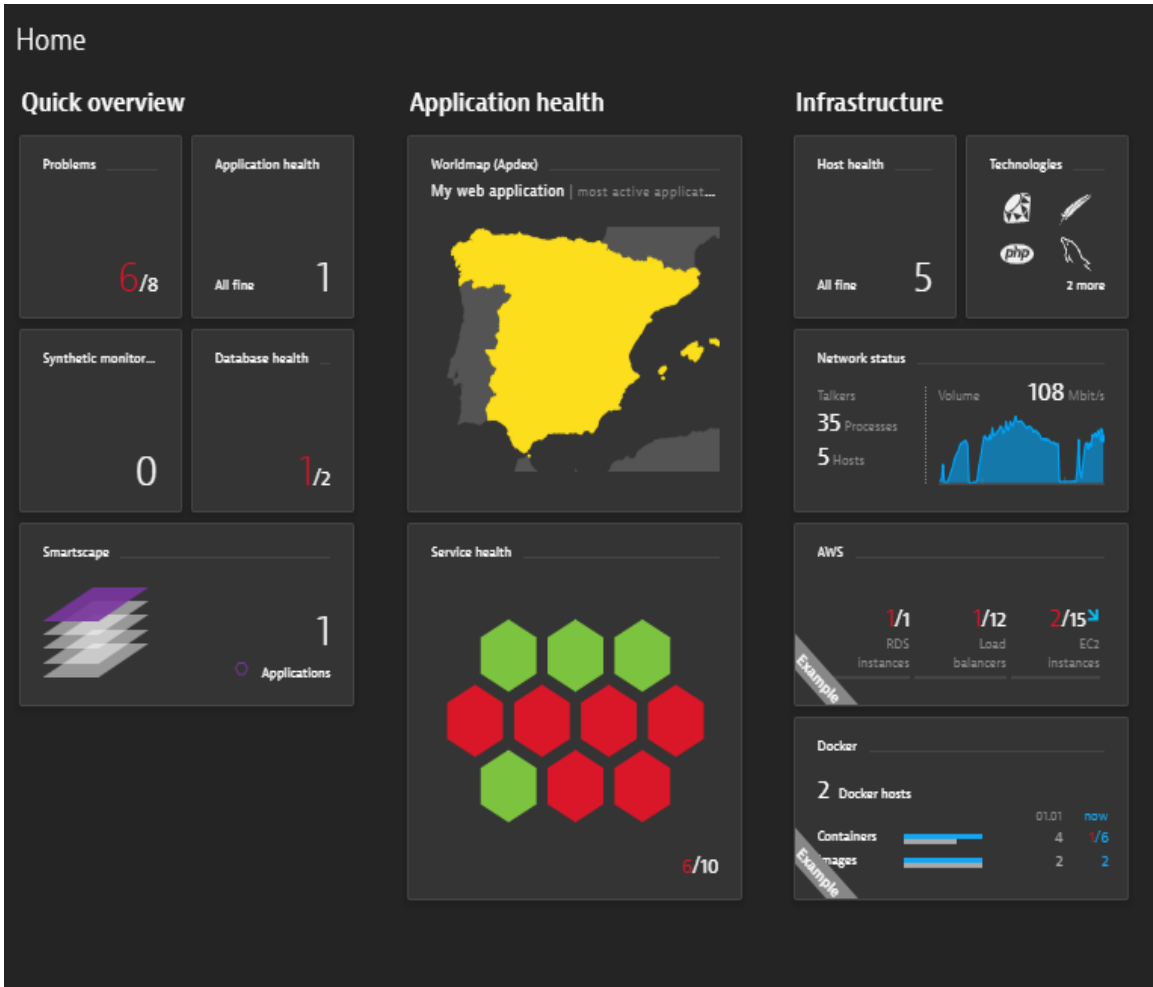 Home
Quick overview
Problems
6/8
Application health
All fine 1
Synthetic monitor...
0
Database health
1/2
Smartscape
1
Applications
Application health
Worldmap (Apdex)
My web application | most active applicat...
Service health
6/10
Infrastructure
Host health
All fine 5
Technologies
php
2 more
Network status
Talkers
35 Processes
5 Hosts
Volume 108 Mbit/s
AWS
1/1 1/12 2/15
RDS Load EC2
instances balancers instances
Example
Docker
2 Docker hosts
01.01 now
Containers 4 1/6
mages 2 2
Example